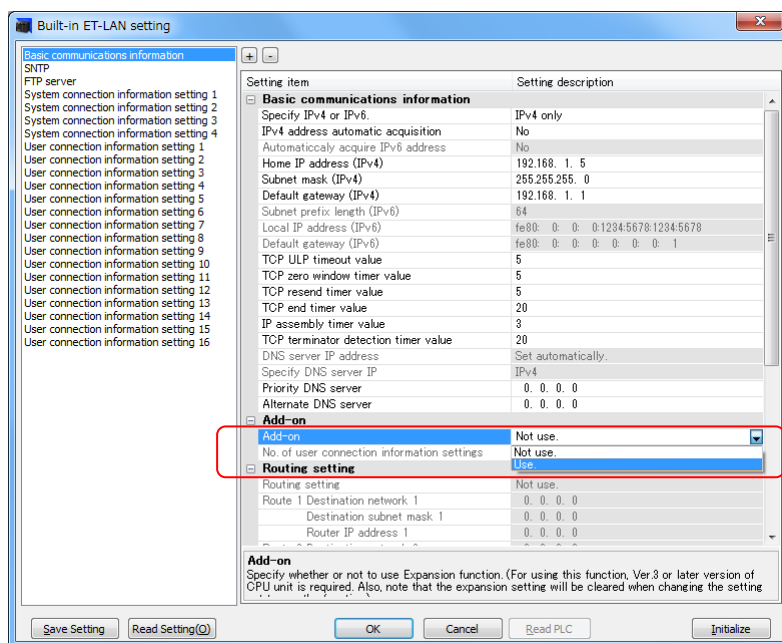 Built-in ET-LAN setting
Basic communications information
SNTP
FTP server
System connection information setting 1
System connection information setting 2
System connection information setting 3
System connection information setting 4
User connection information setting 1
User connection information setting 2
User connection information setting 3
User connection information setting 4
User connection information setting 5
User connection information setting 6
User connection information setting 7
User connection information setting 8
User connection information setting 9
User connection information setting 10
User connection information setting 11
User connection information setting 12
User connection information setting 13
User connection information setting 14
User connection information setting 15
User connection information setting 16
Setting item Setting description
Basic communications information
Specify IPv4 or IPv6. IPv4 only
IPv4 address automatic acquisition No
Automaticcaly acquire IPv6 address No
Home IP address (IPv4) 192.168. 1. 5
Subnet mask (IPv4) 255.255.255. 0
Default gateway (IPv4) 192.168. 1. 1
Subnet prefix length (IPv6) 64
Local IP address (IPv6) fe80: 0: 0: 0:1234:5678:1234:5678
Default gateway (IPv6) fe80: 0: 0: 0: 0: 0: 0: 1
TCP ULP timeout value 5
TCP zero window timer value 5
TCP resend timer value 5
TCP end timer value 20
IP assembly timer value 3
TCP terminator detection timer value 20
DNS server IP address Set automatically.
Specify DNS server IP IPv4
Priority DNS server 0. 0. 0. 0
Alternate DNS server 0. 0. 0. 0
Add-on
Add-on Not use.
No. of user connection information settings Not use.
Use.
Routing setting
Routing setting Not use.
Route 1 Destination network 1 0. 0. 0. 0
Destination subnet mask 1 0. 0. 0. 0
Router IP address 1 0. 0. 0. 0
Add-on
Specify whether or not to use Expansion function. (For using this function, Ver.3 or later version of
CPU unit is required. Also, note that the expansion setting will be cleared when changing the setting
Save Setting Read Setting(O) OK Cancel Read PLC Initialize